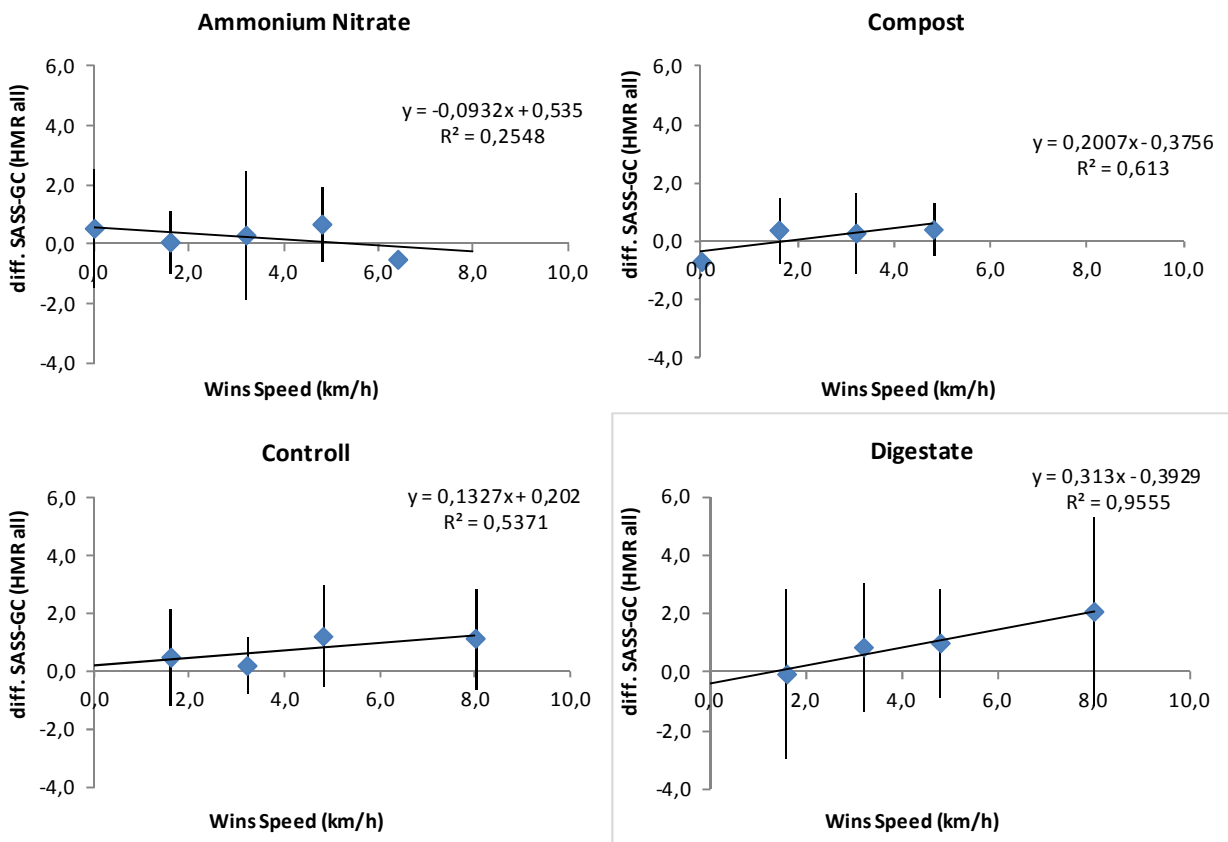 Ammonium Nitrate
diff. SASS-GC (HMR all)
6,0
4,0
2,0
0,0
-2,0
-4,0
0,0 2,0 4,0 6,0 8,0 10,0
y = -0,0932x + 0,535
R² = 0,2548
Wins Speed (km/h)
Compost
diff. SASS-GC (HMR all)
6,0
4,0
2,0
0,0
-2,0
-4,0
0,0 2,0 4,0 6,0 8,0 10,0
y = 0,2007x - 0,3756
R² = 0,613
Wins Speed (km/h)
Controll
diff. SASS-GC (HMR all)
6,0
4,0
2,0
0,0
-2,0
-4,0
0,0 2,0 4,0 6,0 8,0 10,0
y = 0,1327x + 0,202
R² = 0,5371
Wins Speed (km/h)
Digestate
diff. SASS-GC (HMR all)
6,0
4,0
2,0
0,0
-2,0
-4,0
0,0 2,0 4,0 6,0 8,0 10,0
y = 0,313x - 0,3929
R² = 0,9555
Wins Speed (km/h)